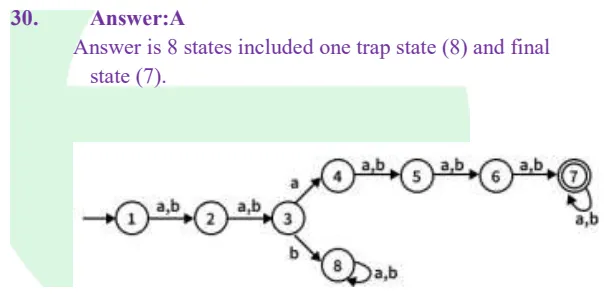 30. Answer:A
Answer is 8 states included one trap state (8) and final
state (7).
a 4 a,b 5 a,b 6 a,b 7
1 a,b 2 a,b 3 a,b
b 8 a,b